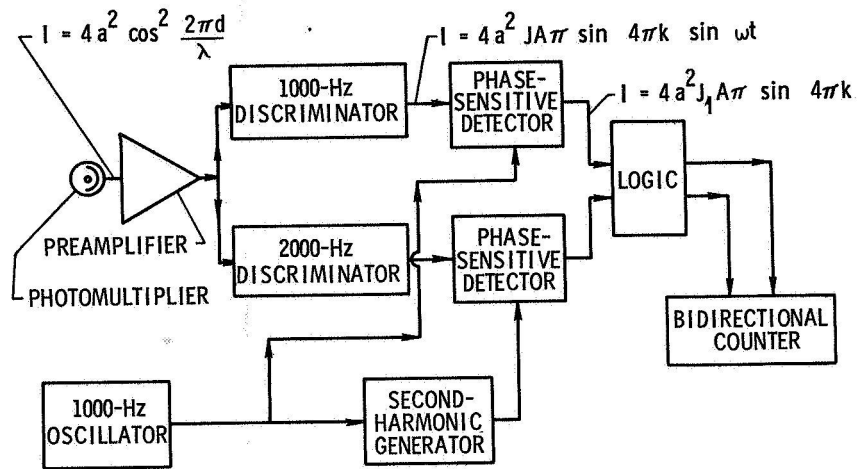 I = 4a² cos² 2πd/λ
I = 4a² JAπ sin 4πk sin ωt
1000-Hz
DISCRIMINATOR
PHASE-
SENSITIVE
DETECTOR
I = 4a²J₁Aπ sin 4πk
LOGIC
PREAMPLIFIER
PHOTOMULTIPLIER
2000-Hz
DISCRIMINATOR
PHASE-
SENSITIVE
DETECTOR
BIDIRECTIONAL
COUNTER
1000-Hz
OSCILLATOR
SECOND-
HARMONIC
GENERATOR